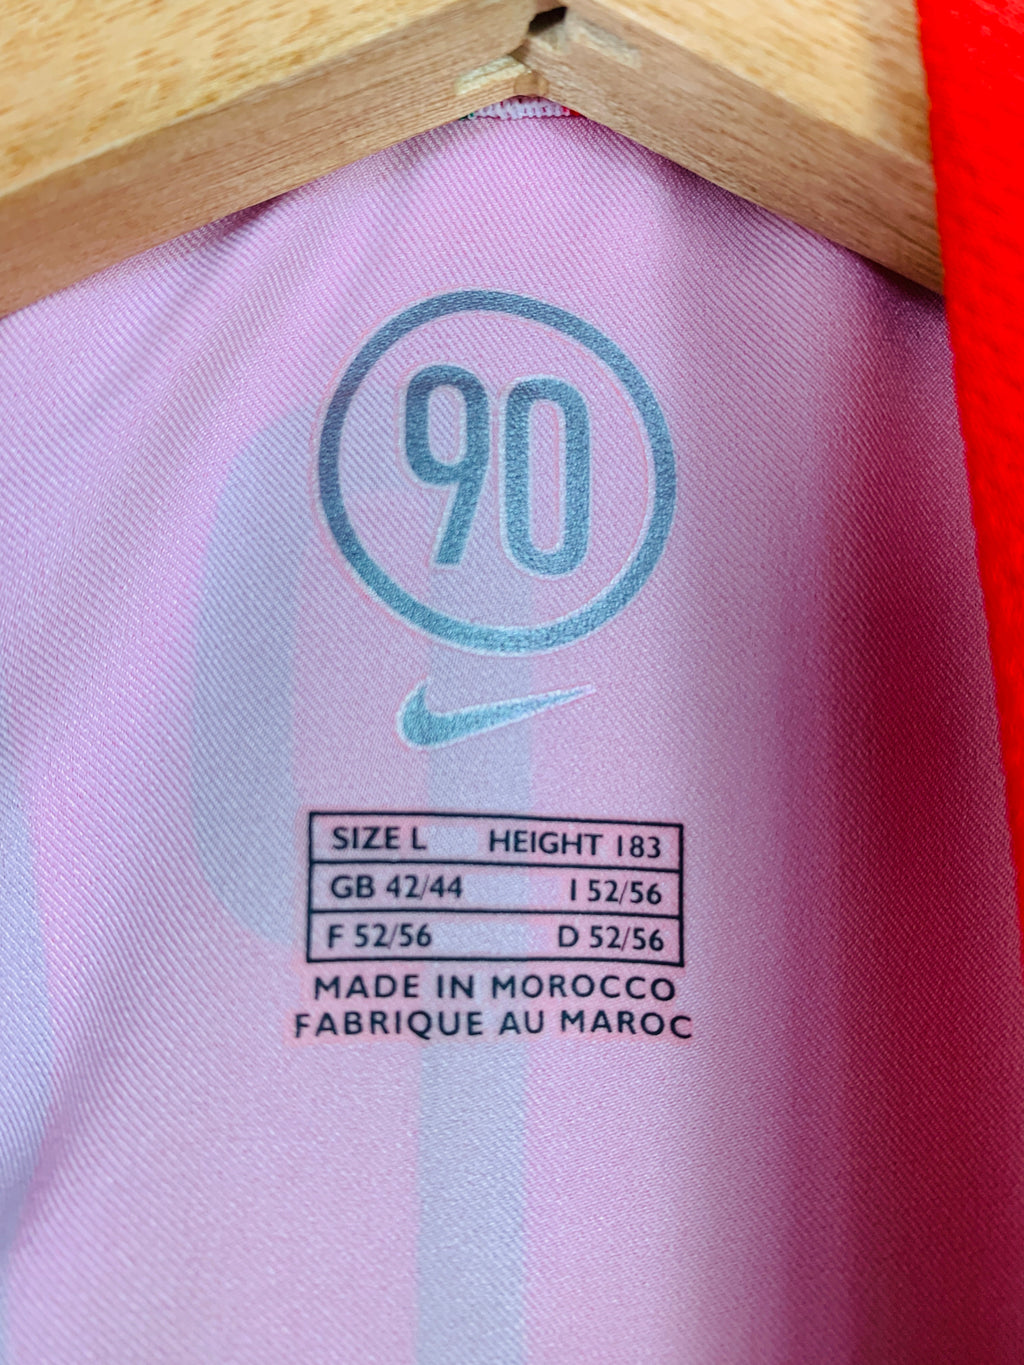 90
SIZE L HEIGHT 183
GB 42/44 I 52/56
F 52/56 D 52/56
MADE IN MOROCCO
FABRIQUE AU MAROC